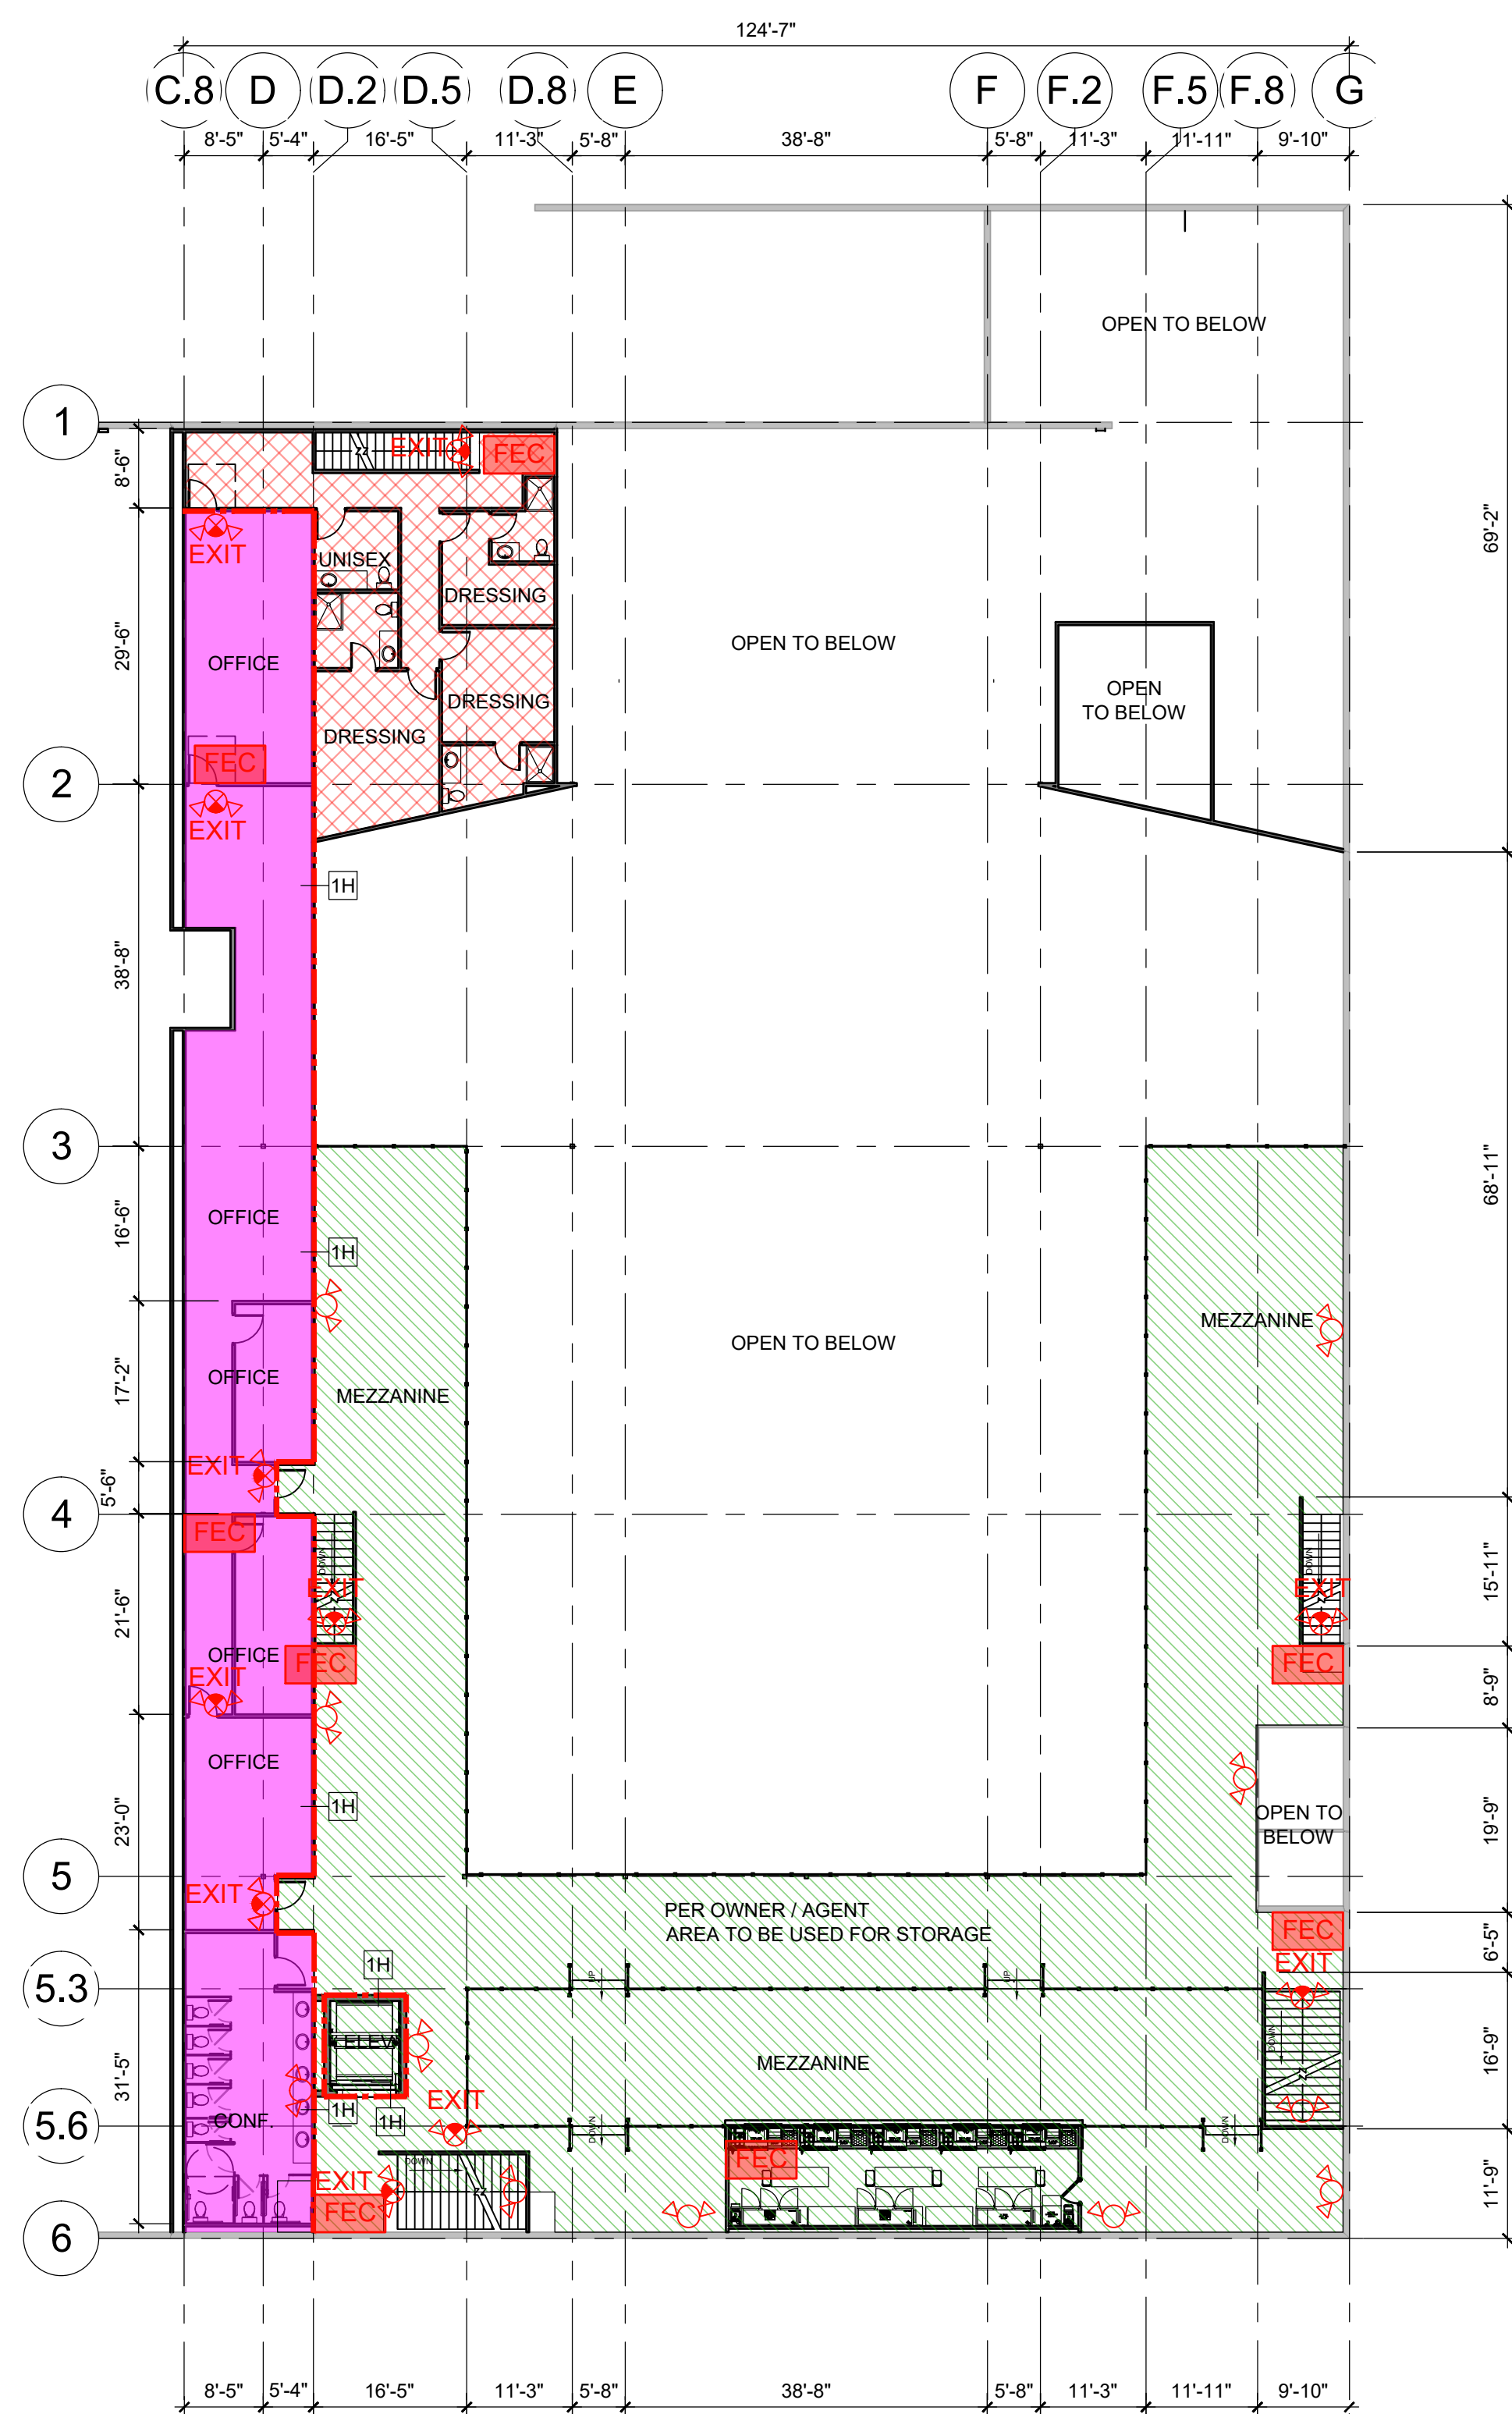 124'-7"
C.8 D D.2 D.5 D.8 E F F.2 F.5 F.8 G
8'-5" 5'-4" 16'-5" 11'-3" 5'-8" 38'-8" 5'-8" 11'-3" 11'-11" 9'-10"
OPEN TO BELOW
1
EXIT
FEC
8'-6"
69'-2"
EXIT
UNISEX
DRESSING
29'-6"
OFFICE
OPEN TO BELOW
OPEN
TO BELOW
DRESSING
DRESSING
FEC
2
EXIT
1H
38'-8"
3
68'-11"
16'-6"
OFFICE
1H
MEZZANINE
OPEN TO BELOW
17'-2"
OFFICE
MEZZANINE
EXIT
5'-6"
4
FEC
DOWN
DOWN
15'-11"
EXIT
EXIT
21'-6"
OFFICE
FEC
FEC
EXIT
8'-9"
OFFICE
1H
23'-0"
OPEN TO
BELOW
19'-9"
5
EXIT
PER OWNER / AGENT
AREA TO BE USED FOR STORAGE
FEC
6'-5"
1H
EXIT
5.3
UP
UP
ELEV.
DOWN
MEZZANINE
16'-9"
31'-5"
1H
1H
EXIT
CONF.
5.6
DOWN
DOWN
DOWN
FEC
EXIT
FEC
11'-9"
6
8'-5" 5'-4" 16'-5" 11'-3" 5'-8" 38'-8" 5'-8" 11'-3" 11'-11" 9'-10"